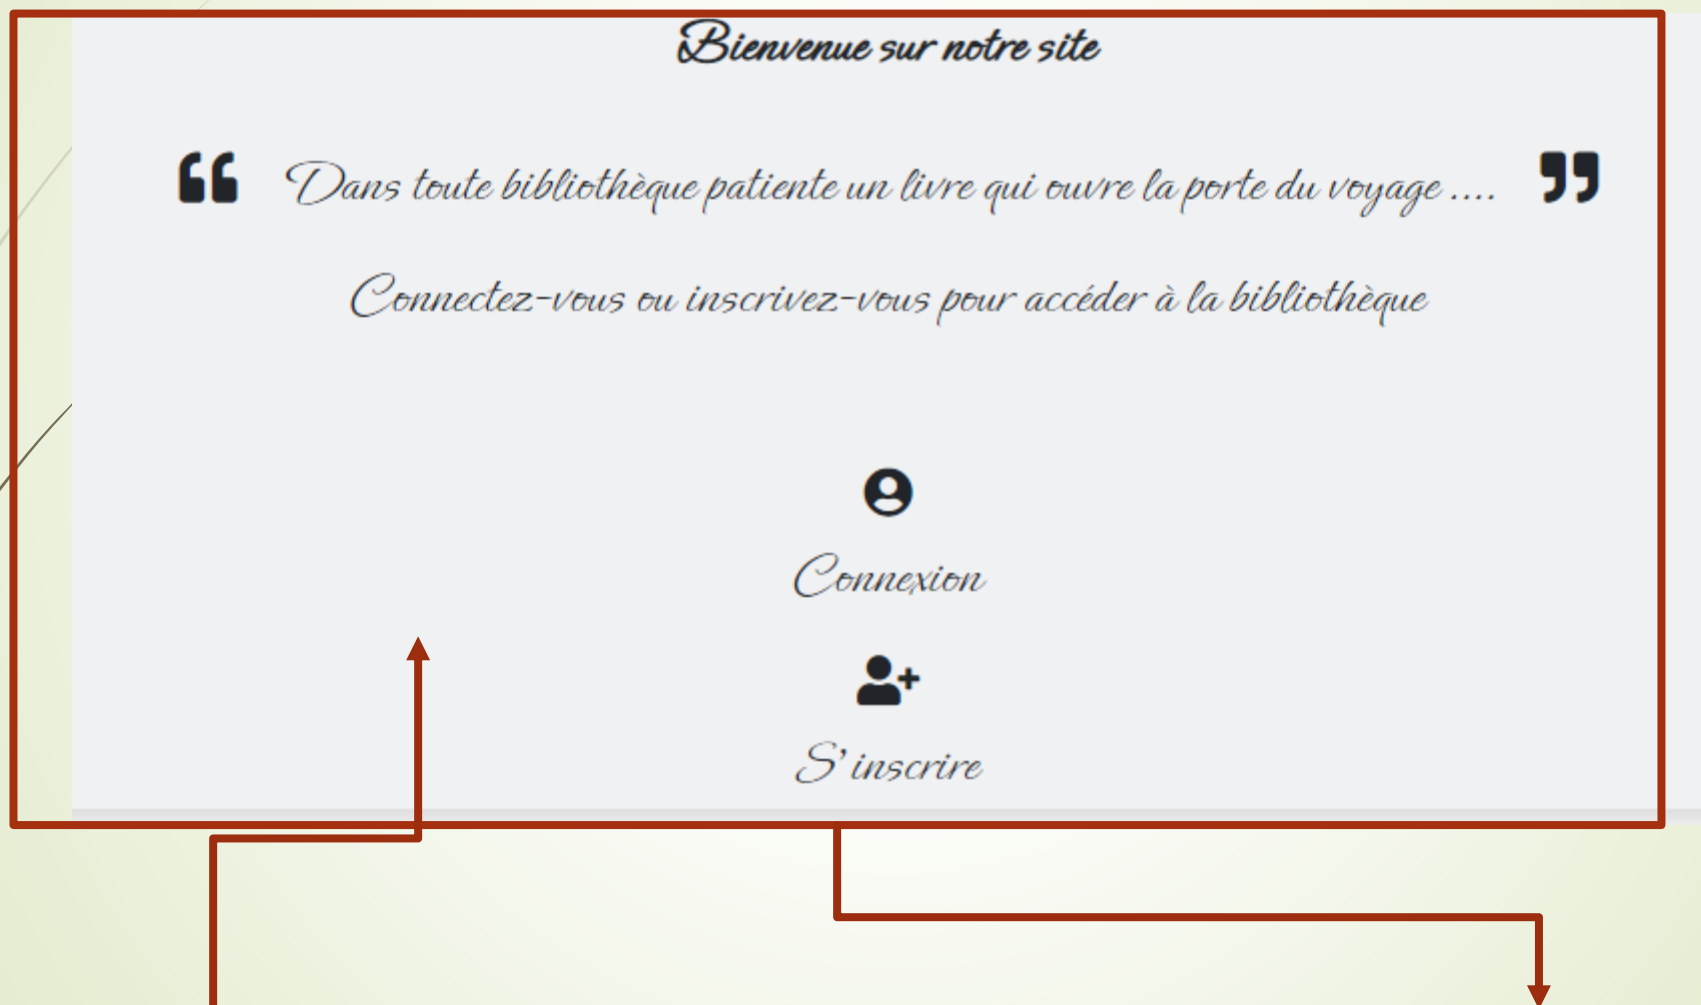 Bienvenue sur notre site
“ Dans toute bibliothèque patiente un livre qui ouvre la porte du voyage .... ”
Connectez-vous ou inscrivez-vous pour accéder à la bibliothèque
Connexion
S'inscrire